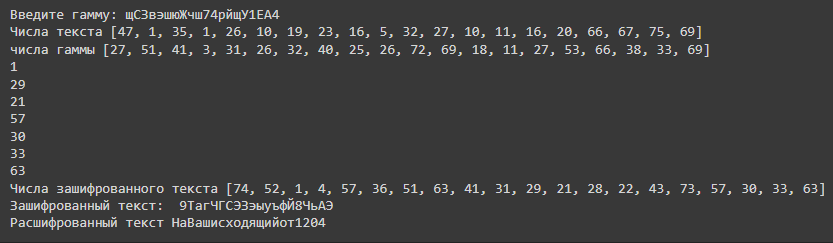 Введите гамму: щСЗвэшюЖчш74рйщУ1ЕА4
Числа текста [47, 1, 35, 1, 26, 10, 19, 23, 16, 5, 32, 27, 10, 11, 16, 20, 66, 67, 75, 69]
числа гаммы [27, 51, 41, 3, 31, 26, 32, 40, 25, 26, 72, 69, 18, 11, 27, 53, 66, 38, 33, 69]
1
29
21
57
30
33
63
Числа зашифрованного текста [74, 52, 1, 4, 57, 36, 51, 63, 41, 31, 29, 21, 28, 22, 43, 73, 57, 30, 33, 63]
Зашифрованный текст:  9ТагЧГСЭЗэыуъфЙ8ЧьАЭ
Расшифрованный текст НаВашисходящийот1204